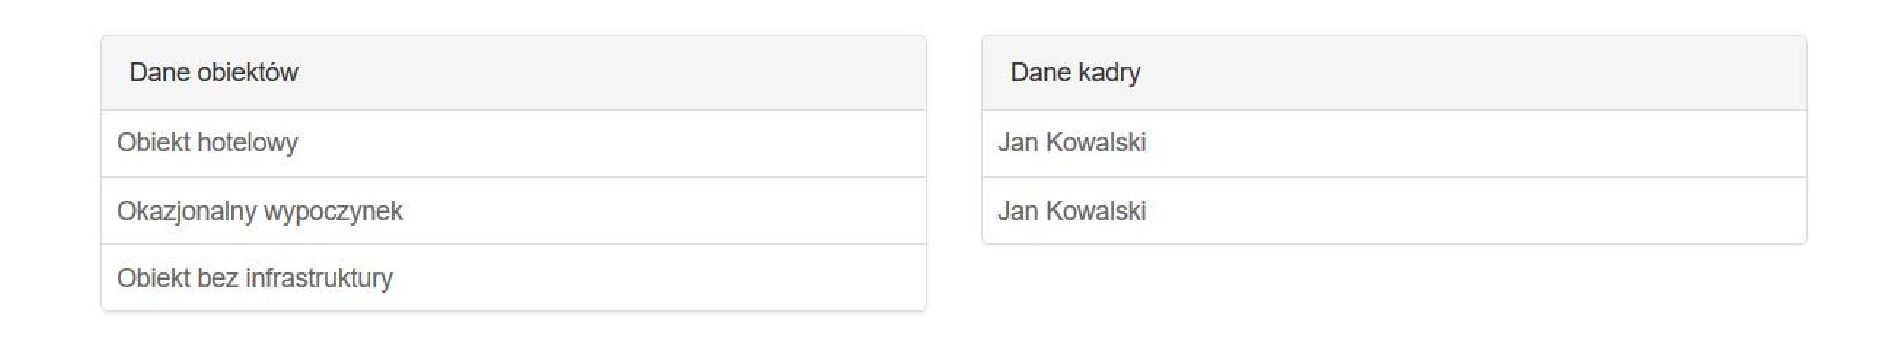 Dane obiektów
Obiekt hotelowy
Okazjonalny wypoczynek
Obiekt bez infrastruktury
Dane kadry
Jan Kowalski
Jan Kowalski